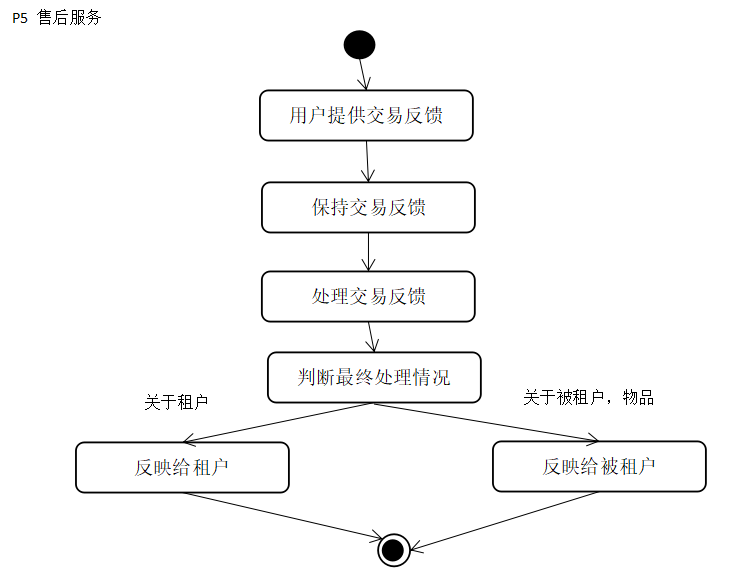 P5 售后服务
用户提供交易反馈
保持交易反馈
处理交易反馈
判断最终处理情况
关于租户
关于被租户，物品
反映给租户
反映给被租户